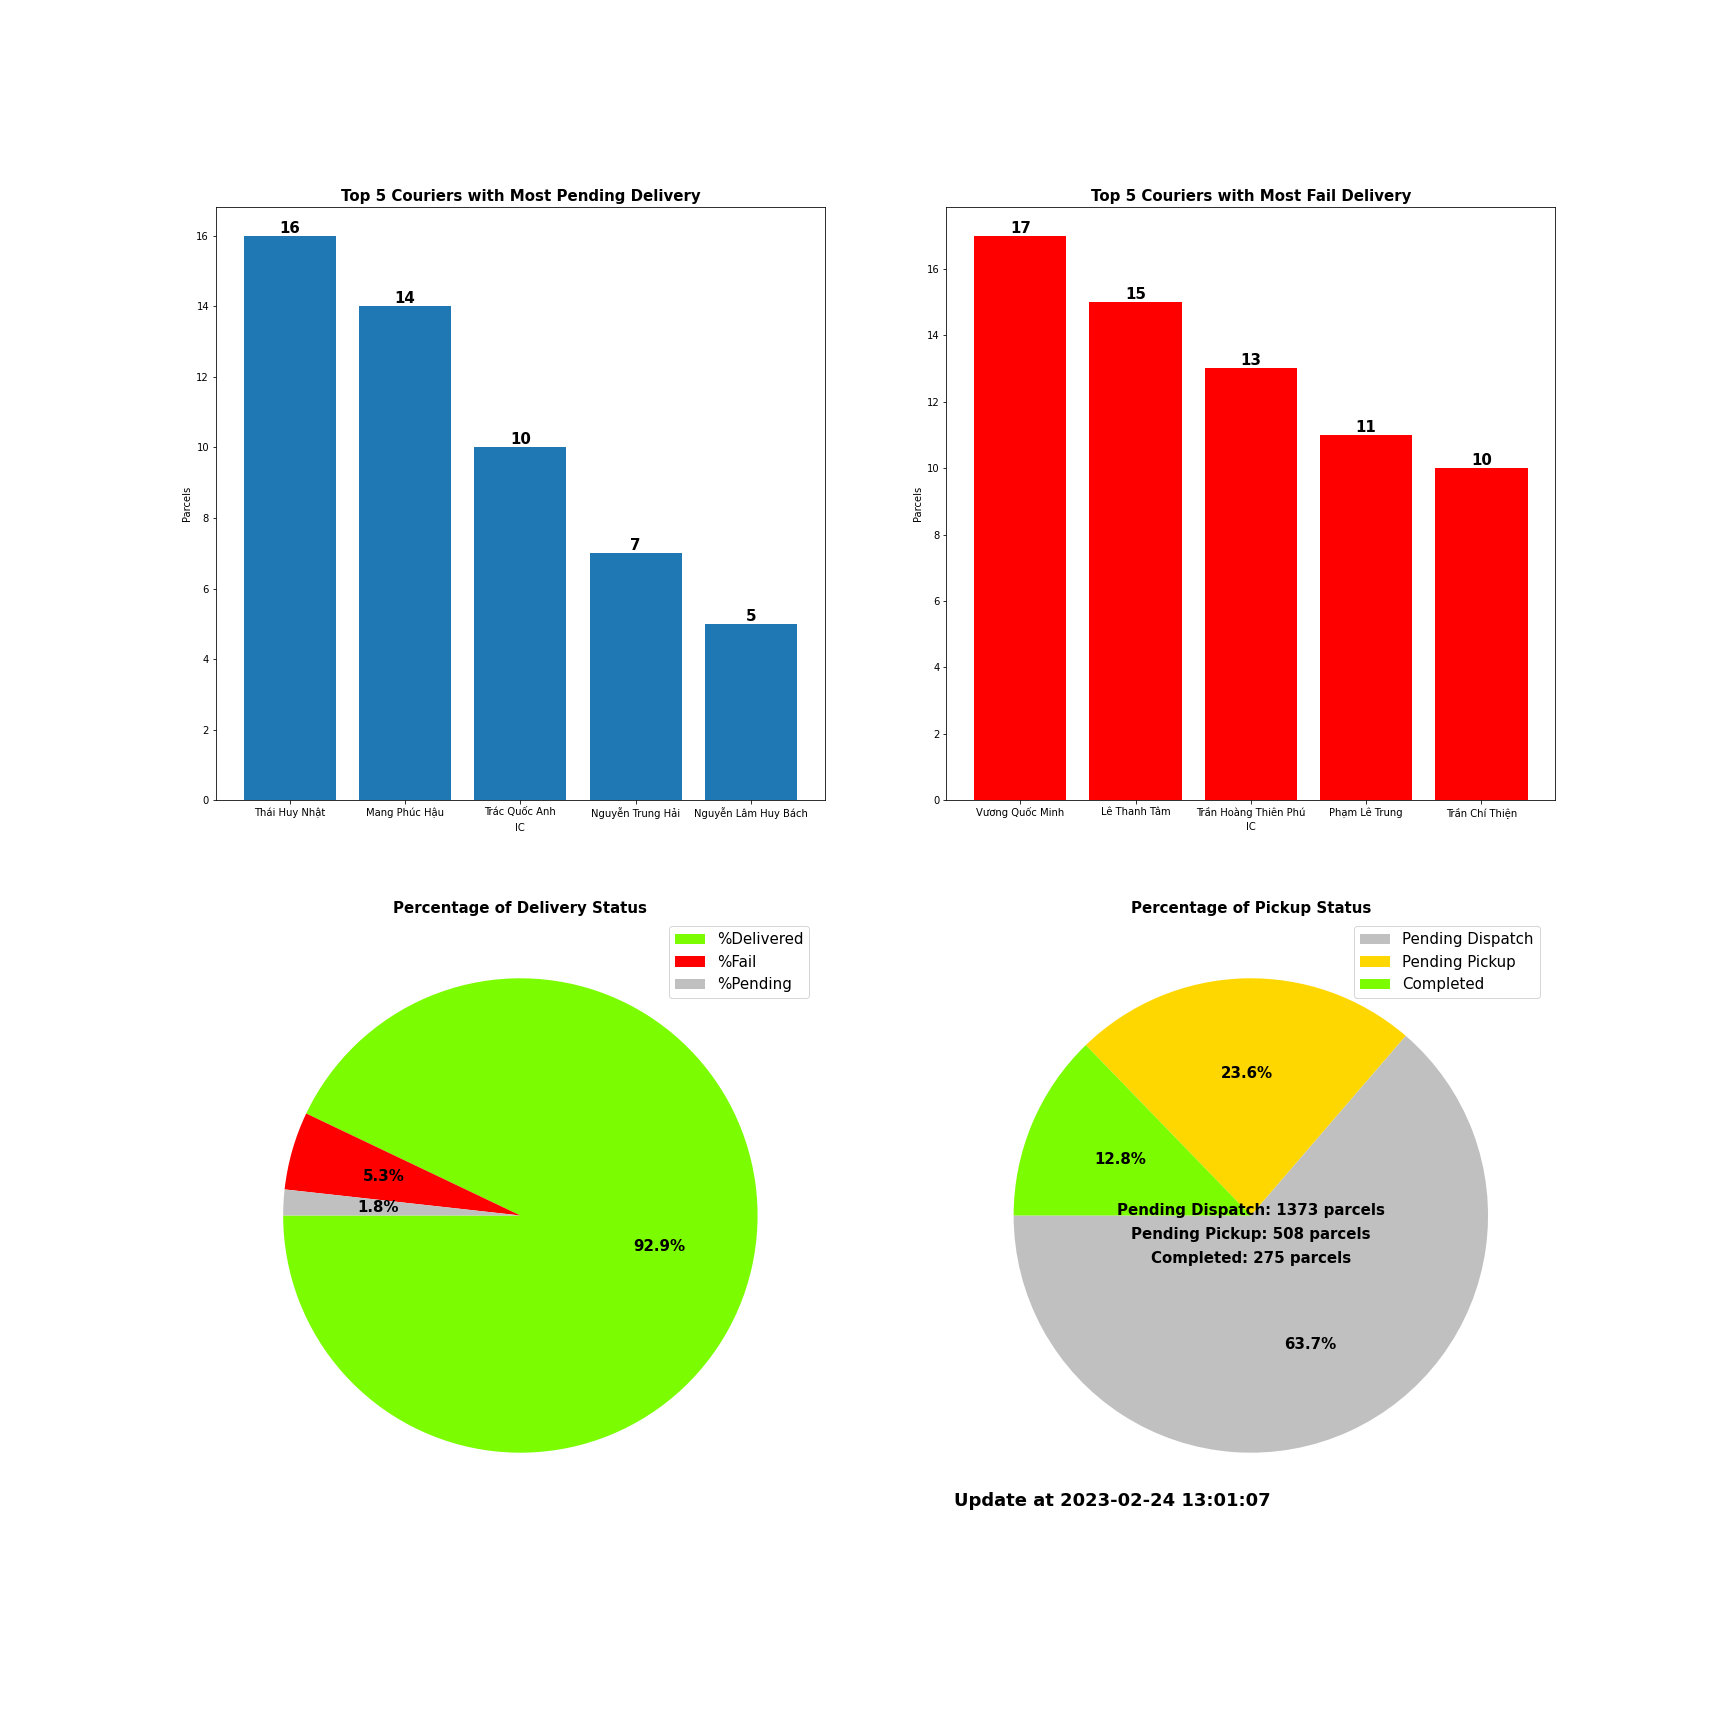 Top 5 Couriers with Most Pending Delivery
16
14
10
7
5
16
14
12
10
8
6
4
2
0
Parcels
Thái Huy Nhật
Mang Phúc Hậu
Trác Quốc Anh
Nguyễn Trung Hải
Nguyễn Lâm Huy Bách
IC
Top 5 Couriers with Most Fail Delivery
17
15
13
11
10
16
14
12
10
8
6
4
2
0
Parcels
Vương Quốc Minh
Lê Thanh Tâm
Trần Hoàng Thiên Phú
Phạm Lê Trung
Trần Chí Thiện
IC
Percentage of Delivery Status
%Delivered
%Fail
%Pending
5.3%
1.8%
92.9%
Percentage of Pickup Status
Pending Dispatch
Pending Pickup
Completed
23.6%
12.8%
Pending Dispatch: 1373 parcels
Pending Pickup: 508 parcels
Completed: 275 parcels
63.7%
Update at 2023-02-24 13:01:07